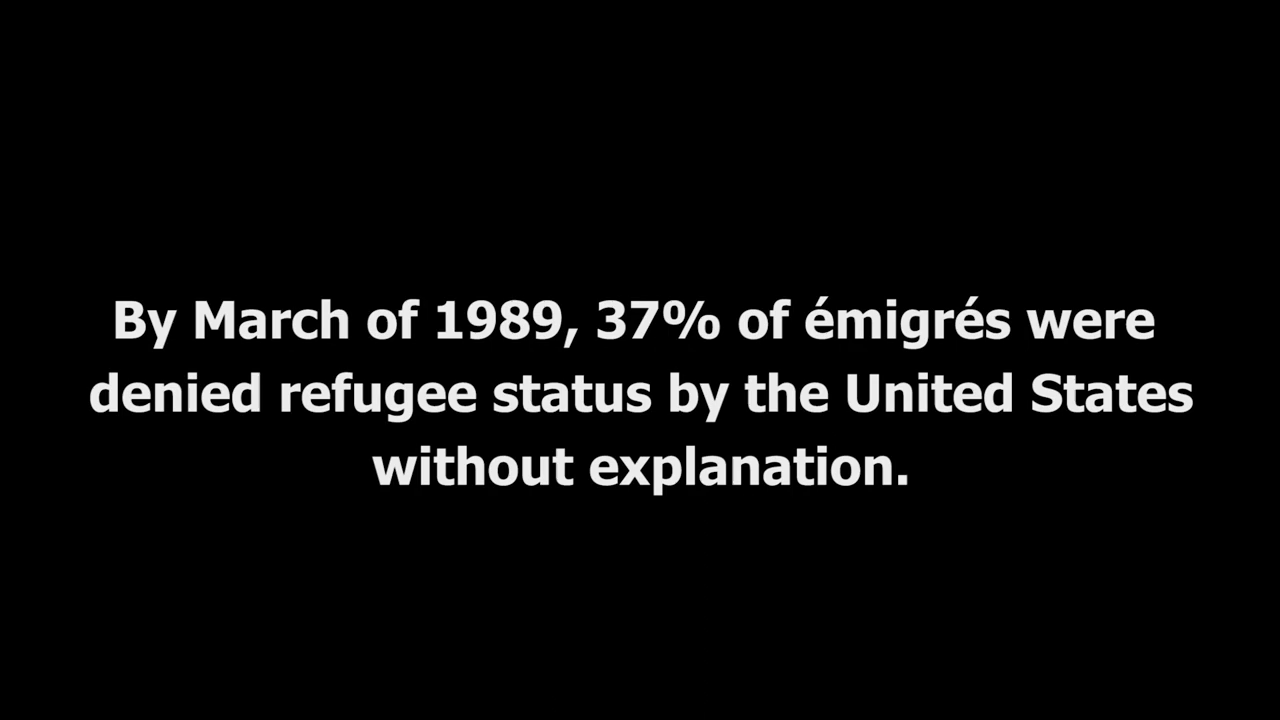 By March of 1989, 37% of émigrés were
denied refugee status by the United States
without explanation.